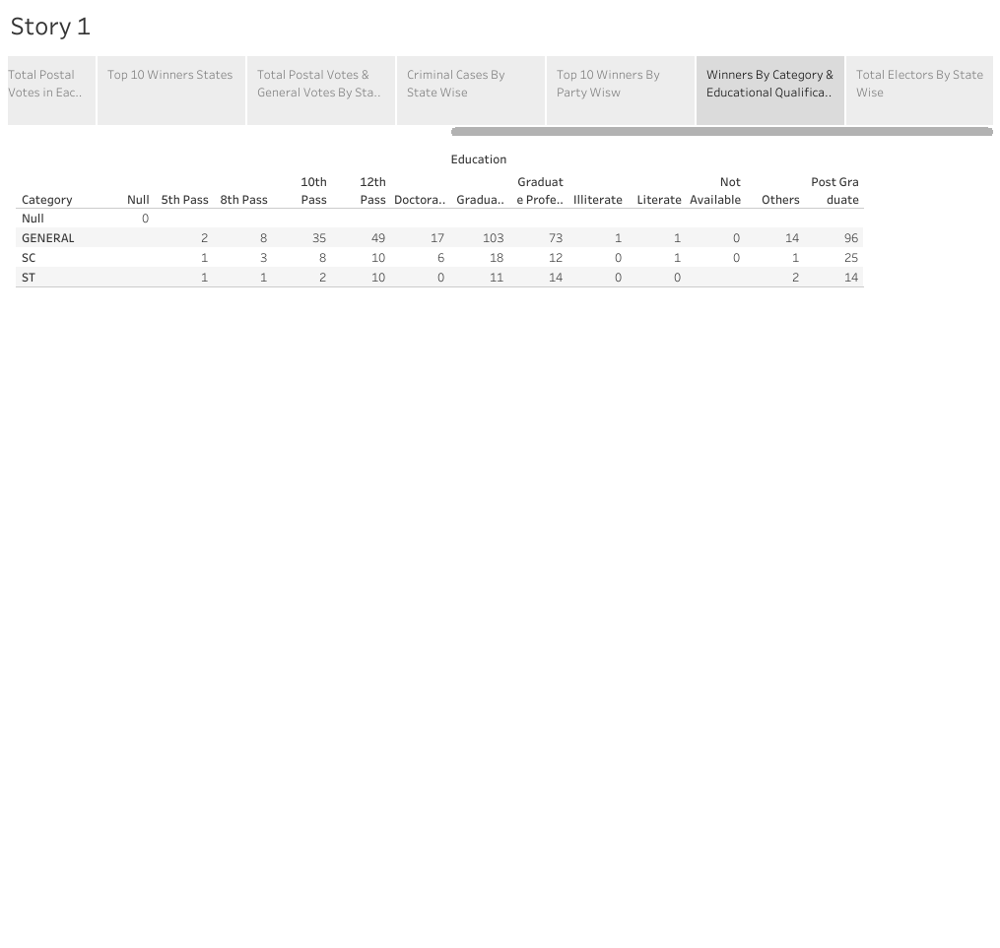 Story 1
Total Postal
Votes in Eac..
Top 10 Winners States
Total Postal Votes &
General Votes By Sta..
Criminal Cases By
State Wise
Top 10 Winners By
Party Wisw
Winners By Category &
Educational Qualifica..
Total Electors By State
Wise
Education
10th 12th Graduat Not Post Gra
Category Null 5th Pass 8th Pass Pass Pass Doctora.. Gradua.. e Profe.. Illiterate Literate Available Others duate
Null 0
GENERAL 2 8 35 49 17 103 73 1 1 0 14 96
SC 1 3 8 10 6 18 12 0 1 0 1 25
ST 1 1 2 10 0 11 14 0 0 2 14